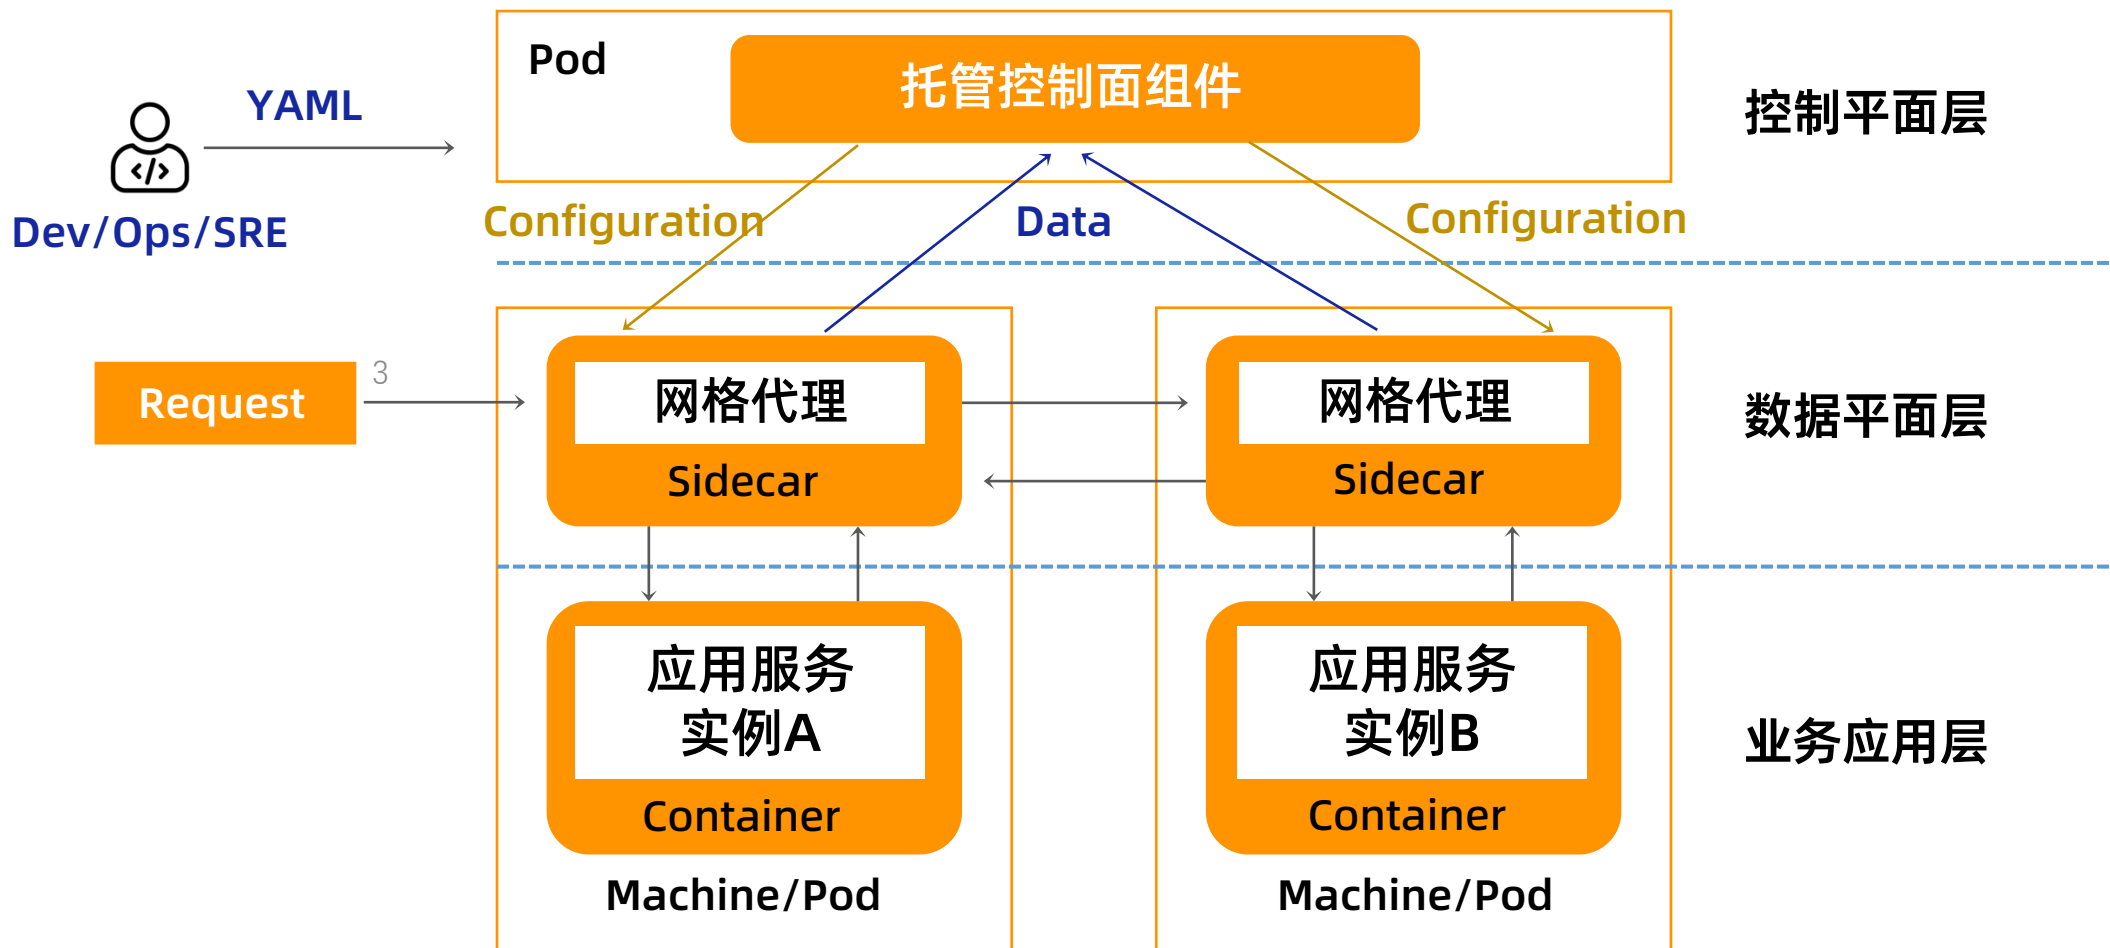 Pod
托管控制面组件
控制平面层
YAML
</>
Dev/Ops/SRE
Configuration
Data
Configuration
Request
3
网格代理
Sidecar
网格代理
Sidecar
数据平面层
应用服务
实例A
Container
应用服务
实例B
Container
业务应用层
Machine/Pod
Machine/Pod